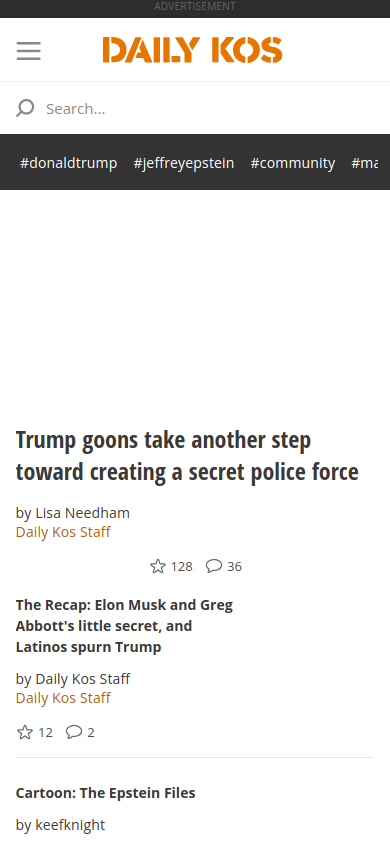 ADVERTISEMENT
DAILY KOS
Search...
#donaldtrump #jeffreyepstein #community #ma
Trump goons take another step
toward creating a secret police force
by Lisa Needham
Daily Kos Staff
128 36
The Recap: Elon Musk and Greg
Abbott's little secret, and
Latinos spurn Trump
by Daily Kos Staff
Daily Kos Staff
12 2
Cartoon: The Epstein Files
by keefknight